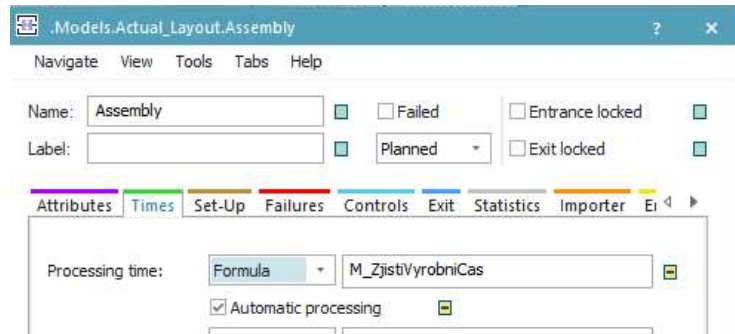 .Models.Actual_Layout.Assembly ? ×
Navigate View Tools Tabs Help
Name: Assembly Failed Entrance locked
Label: Planned Exit locked
Attributes Times Set-Up Failures Controls Exit Statistics Importer
Processing time: Formula M_ZjistiVyrobniCas
Automatic processing